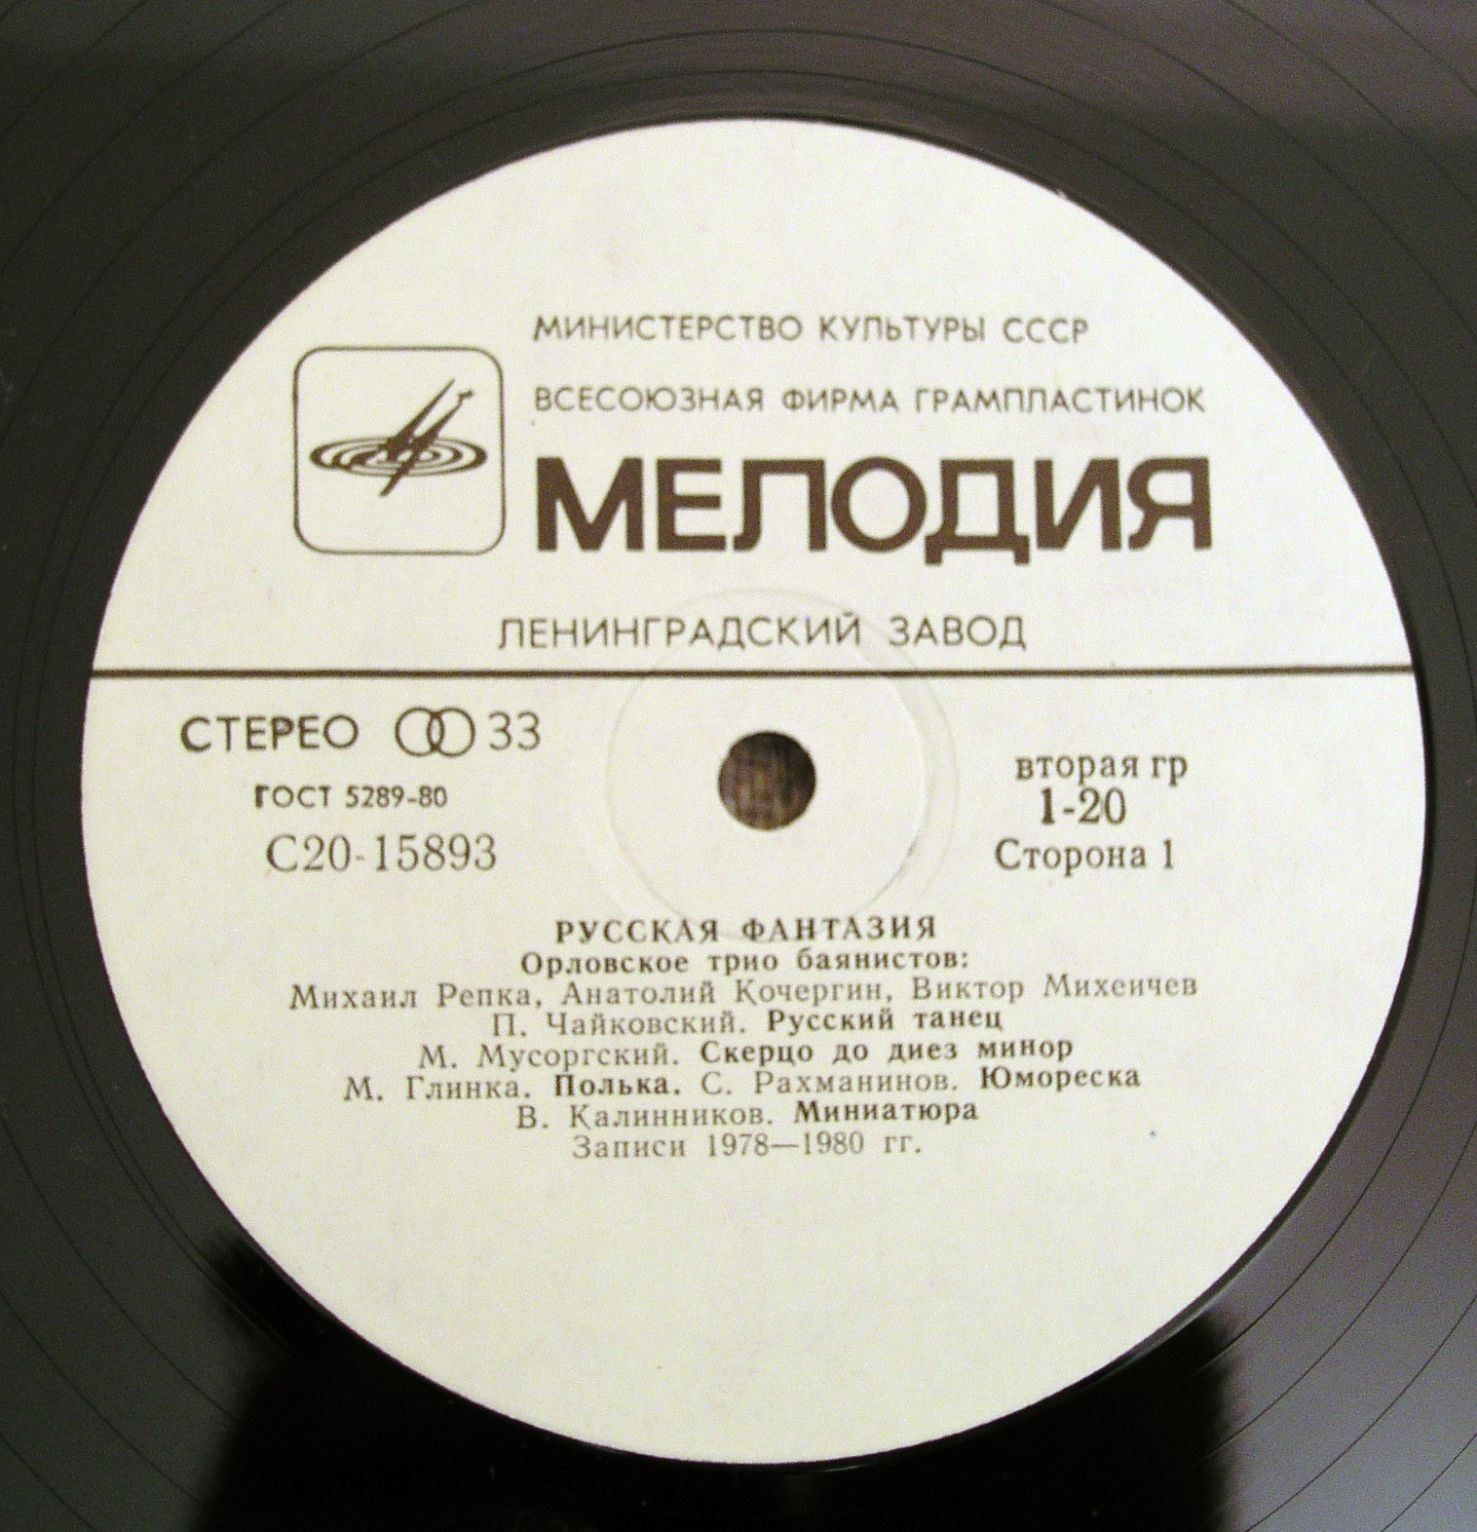 МИНИСТЕРСТВО КУЛЬТУРЫ СССР
ВСЕСОЮЗНАЯ ФИРМА ГРАМПЛАСТИНОК
МЕЛОДИЯ
ЛЕНИНГРАДСКИЙ ЗАВОД
СТЕРЕО 33
ГОСТ 5289-80
С20-15893
вторая гр
1-20
Сторона 1
РУССКАЯ ФАНТАЗИЯ
Орловское трио баянистов:
Михаил Репка, Анатолий Кочергин, Виктор Михеичев
П. Чайковский. Русский танец
М. Мусоргский. Скерцо до диез минор
М. Глинка. Полька. С. Рахманинов. Юмореска
В. Калинников. Миниатюра
Записи 1978—1980 гг.